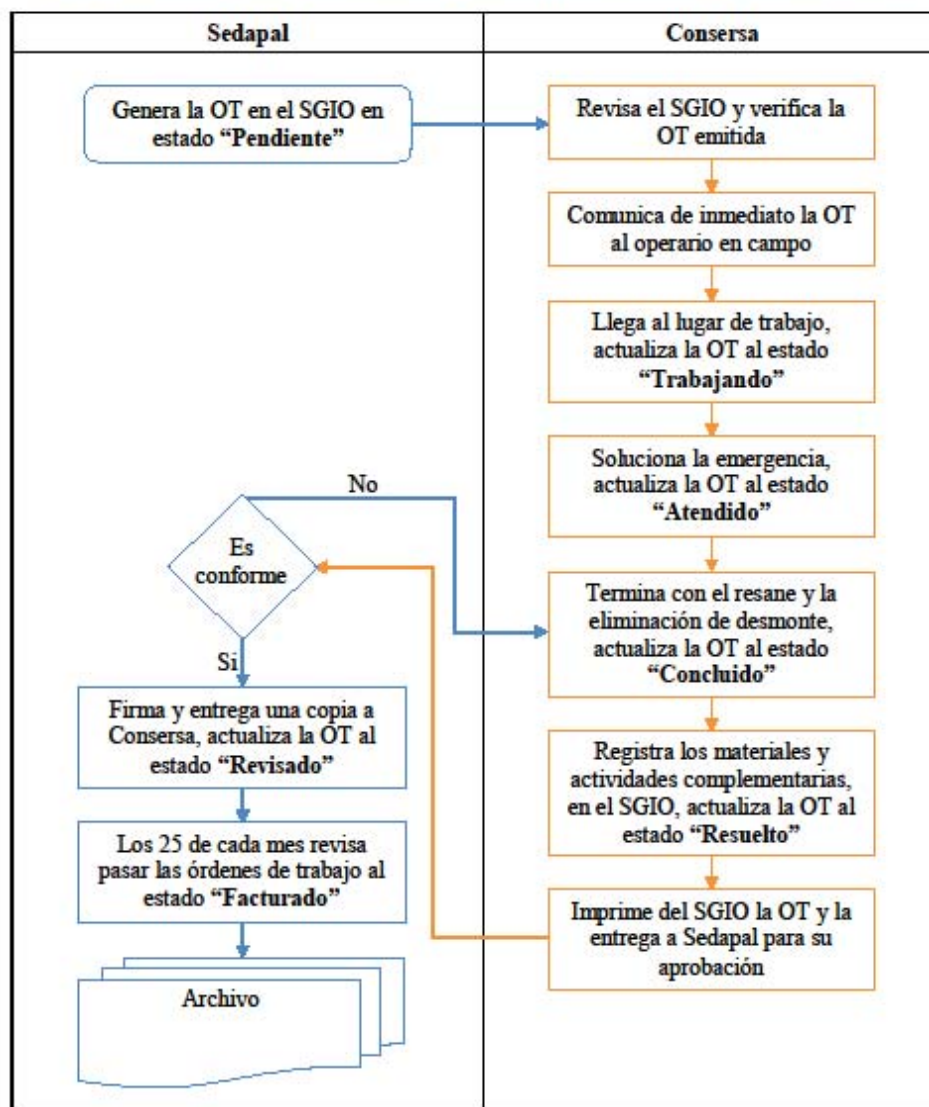 Sedapal
Consersa
Genera la OT en el SGIO en
estado “Pendiente”
Revisa el SGIO y verifica la
OT emitida
Comunica de inmediato la OT
al operario en campo
Llega al lugar de trabajo,
actualiza la OT al estado
“Trabajando”
Soluciona la emergencia,
actualiza la OT al estado
“Atendido”
No
Es
conforme
Termina con el resane y la
eliminación de desmonte,
actualiza la OT al estado
“Concluido”
Si
Firma y entrega una copia a
Consersa, actualiza la OT al
estado “Revisado”
Registra los materiales y
actividades complementarias,
en el SGIO, actualiza la OT al
estado “Resuelto”
Los 25 de cada mes revisa
pasar las órdenes de trabajo al
estado “Facturado”
Imprime del SGIO la OT y la
entrega a Sedapal para su
aprobación
Archivo